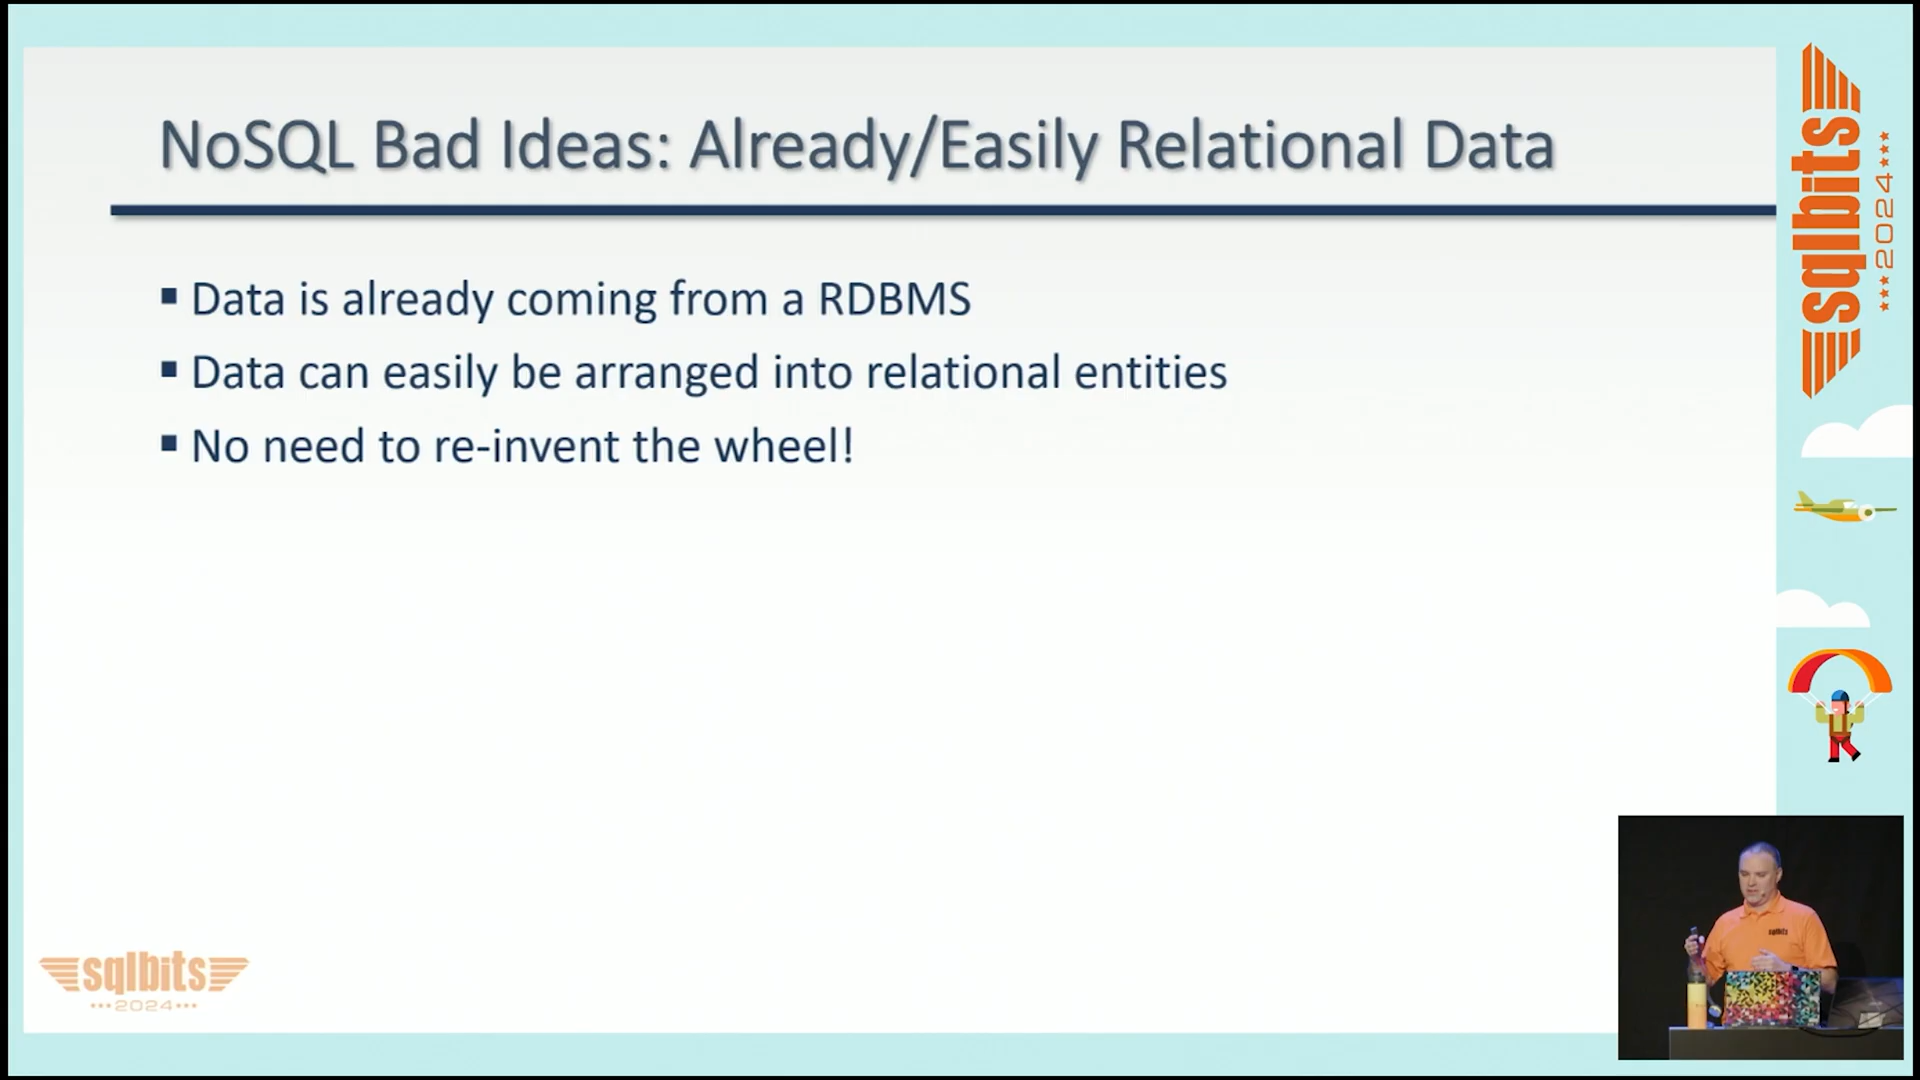 NoSQL Bad Ideas: Already/Easily Relational Data
Data is already coming from a RDBMS
Data can easily be arranged into relational entities
No need to re-invent the wheel!
sqlbits
2024
sqlbits
2024
sqlbits